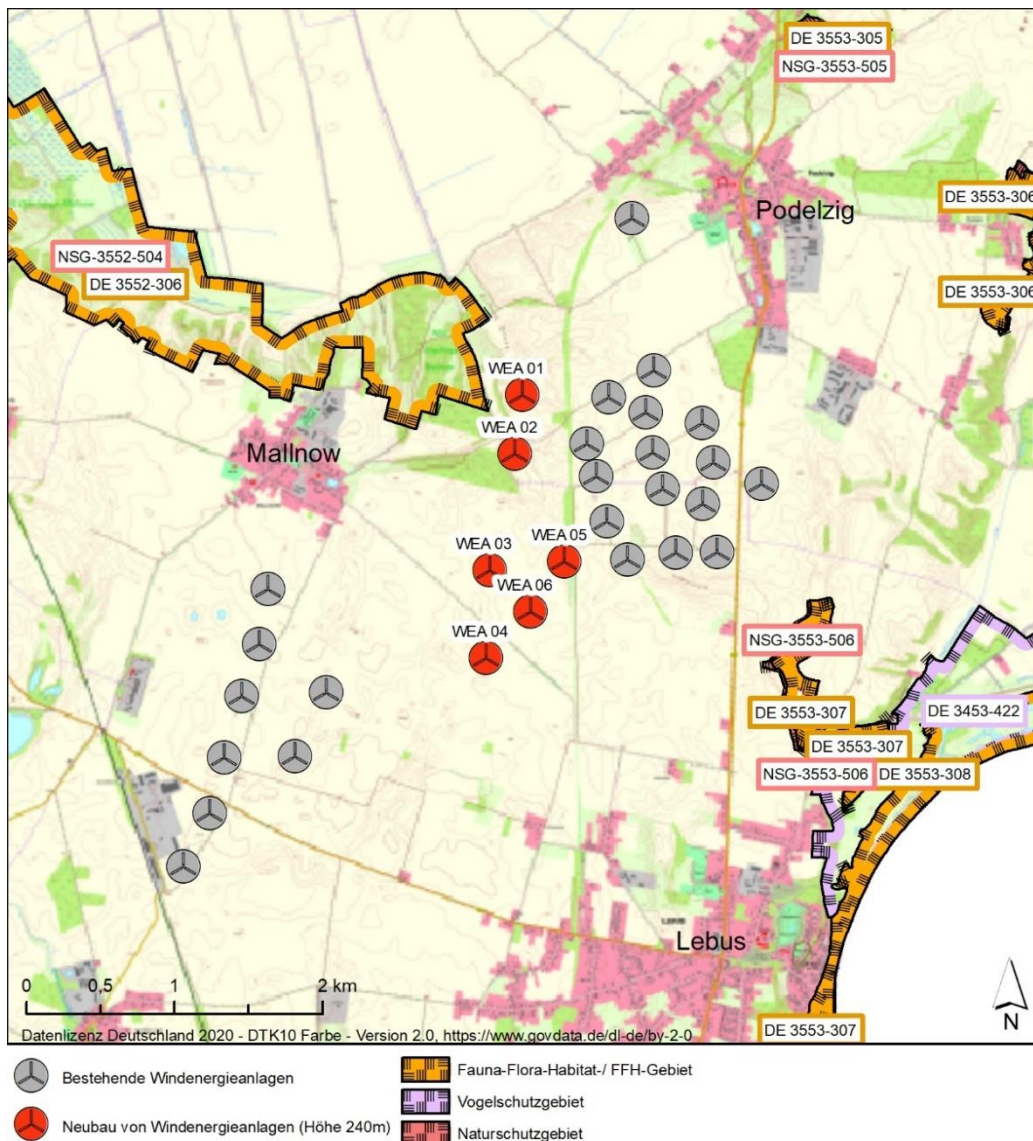 DE 3553-305
NSG-3553-505
DE 3553-306
Podelzig
NSG-3552-504
DE 3552-306
DE 3553-306
WEA 01
WEA 02
Mallnow
WEA 03
WEA 05
WEA 06
WEA 04
NSG-3553-506
DE 3553-307
DE 3453-422
DE 3553-307
NSG-3553-506
DE 3553-308
Lebus
0 0,5 1 2 km
N
DE 3553-307
Datenlizenz Deutschland 2020 - DTK10 Farbe - Version 2.0, https://www.govdata.de/dl-de/by-2-0
Bestehende Windenergieanlagen
Neubau von Windenergieanlagen (Höhe 240m)
Fauna-Flora-Habitat-/ FFH-Gebiet
Vogelschutzgebiet
Naturschutzgebiet